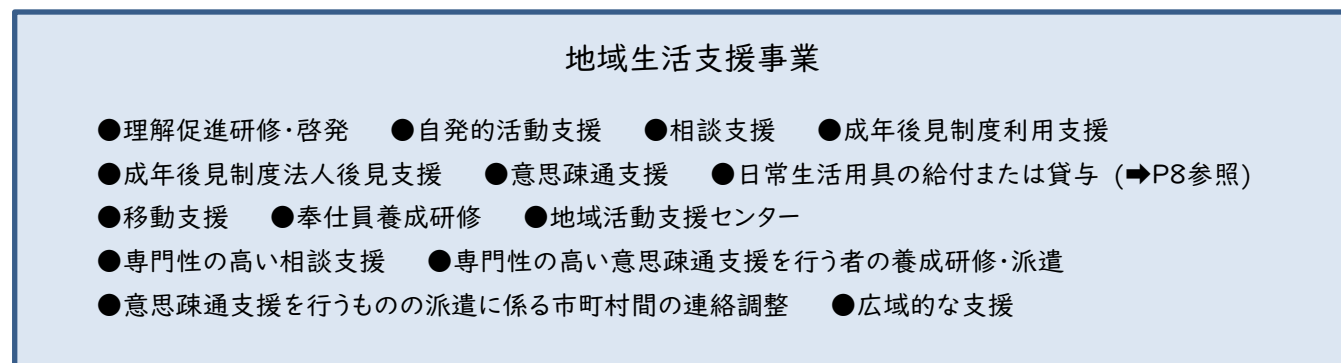 地域生活支援事業
●理解促進研修・啓発 ●自発的活動支援 ●相談支援 ●成年後見制度利用支援
●成年後見制度法人後見支援 ●意思疎通支援 ●日常生活用具の給付または貸与 (➡P8参照)
●移動支援 ●奉仕員養成研修 ●地域活動支援センター
●専門性の高い相談支援 ●専門性の高い意思疎通支援を行う者の養成研修・派遣
●意思疎通支援を行うものの派遣に係る市町村間の連絡調整 ●広域的な支援